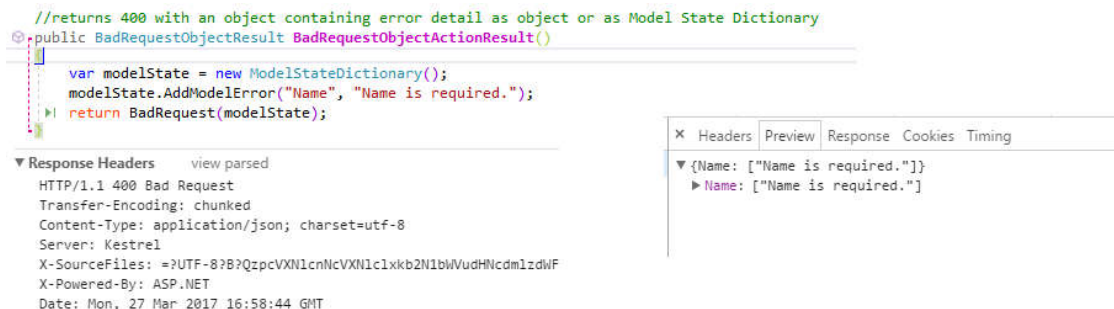 //returns 400 with an object containing error detail as object or as Model State Dictionary
public BadRequestObjectResult BadRequestObjectActionResult()
{
var modelState = new ModelStateDictionary();
modelState.AddModelError("Name", "Name is required.");
return BadRequest(modelState);
}
Response Headers view parsed
HTTP/1.1 400 Bad Request
Transfer-Encoding: chunked
Content-Type: application/json; charset=utf-8
Server: Kestrel
X-SourceFiles:
X-Powered-By: ASP.NET
Date: Mon, 27 Mar 2017 16:58:44 GMT
× Headers Preview Response Cookies Timing
{Name: ["Name is required."]}
Name: ["Name is required."]